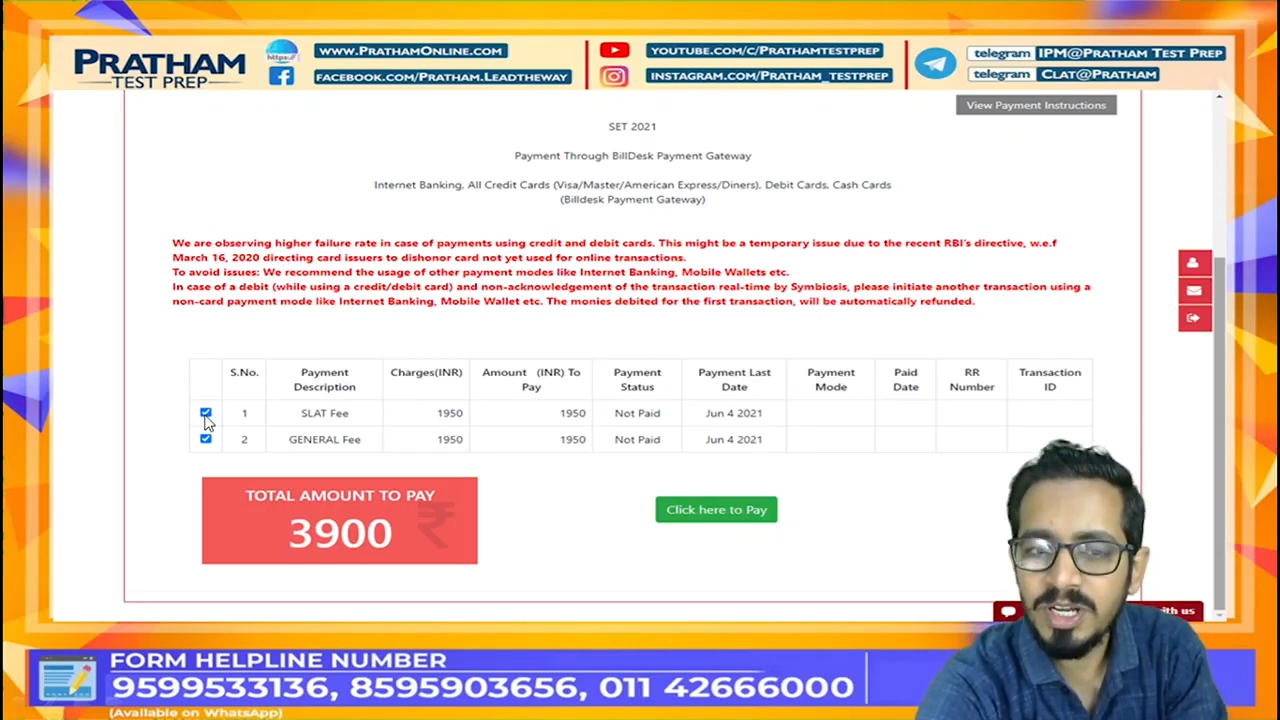 PRATHAM
TEST PREP
https://
WWW.PRATHAMONLINE.COM
FACEBOOK.COM/PRATHAM.LEADTHEWAY
YOUTUBE.COM/C/PRATHAMTESTPREP
INSTAGRAM.COM/PRATHAM_TESTPREP
telegram IPM@PRATHAM TEST PREP
telegram CLAT@PRATHAM
View Payment Instructions
SET 2021
Payment Through BillDesk Payment Gateway
Internet Banking, All Credit Cards (Visa/Master/American Express/Diners), Debit Cards, Cash Cards
(Billdesk Payment Gateway)
We are observing higher failure rate in case of payments using credit and debit cards. This might be a temporary issue due to the recent RBI's directive, w.e.f
March 16, 2020 directing card issuers to dishonor card not yet used for online transactions.
To avoid issues: We recommend the usage of other payment modes like Internet Banking, Mobile Wallets etc.
In case of a debit (while using a credit/debit card) and non-acknowledgement of the transaction real-time by Symbiosis, please initiate another transaction using a
non-card payment mode like Internet Banking, Mobile Wallet etc. The monies debited for the first transaction, will be automatically refunded.
S.No. Payment Description Charges(INR) Amount (INR) To Pay Payment Status Payment Last Date Payment Mode Paid Date RR Number Transaction ID
1 SLAT Fee 1950 1950 Not Paid Jun 4 2021
2 GENERAL Fee 1950 1950 Not Paid Jun 4 2021
TOTAL AMOUNT TO PAY
3900
₹
Click here to Pay
with us
FORM HELPLINE NUMBER
9599533136, 8595903656, 011 42666000
(Available on WhatsApp)